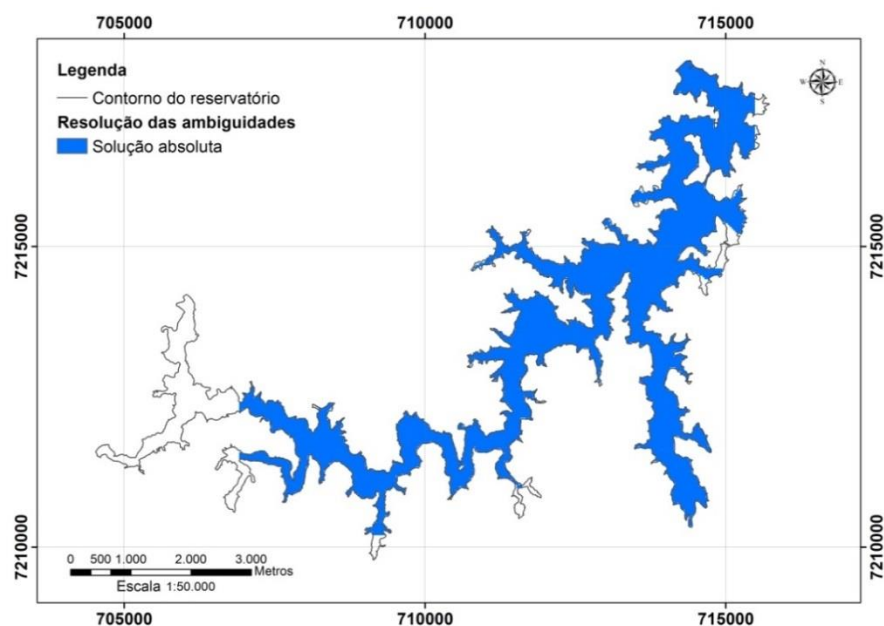 705000 710000 715000
Legenda
Contorno do reservatório
Resolução das ambiguidades
Solução absoluta
N
W E
S
7215000 7215000
7210000 7210000
0 500 1.000 2.000 3.000
Metros
Escala 1:50.000
705000 710000 715000